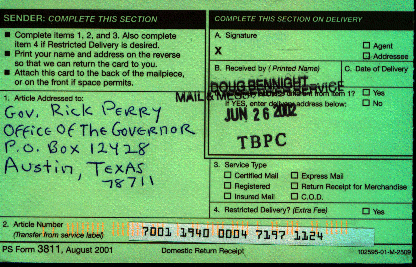 SENDER: COMPLETE THIS SECTION
■ Complete items 1, 2, and 3. Also complete
item 4 if Restricted Delivery is desired.
■ Print your name and address on the reverse
so that we can return the card to you.
■ Attach this card to the back of the mailpiece,
or on the front if space permits.
1. Article Addressed to:
Gov. Rick PERRY
OFFICE OF The GOVERNOR
P.O. BOX 12428
AUSTIN, TEXAS
78711
2. Article Number
(Transfer from service label)
7001 1940 0004 7197 1124
COMPLETE THIS SECTION ON DELIVERY
A. Signature
X
Agent
Addressee
B. Received by (Printed Name)
C. Date of Delivery
DOUG BENNIGHT
MAIL &
item 1? Yes
If YES, enter delivery address below: No
JUN 26 2002
TBPC
3. Service Type
Certified Mail Express Mail
Registered Return Receipt for Merchandise
Insured Mail C.O.D.
4. Restricted Delivery? (Extra Fee) Yes
PS Form 3811, August 2001 Domestic Return Receipt 102595-01-M-2509